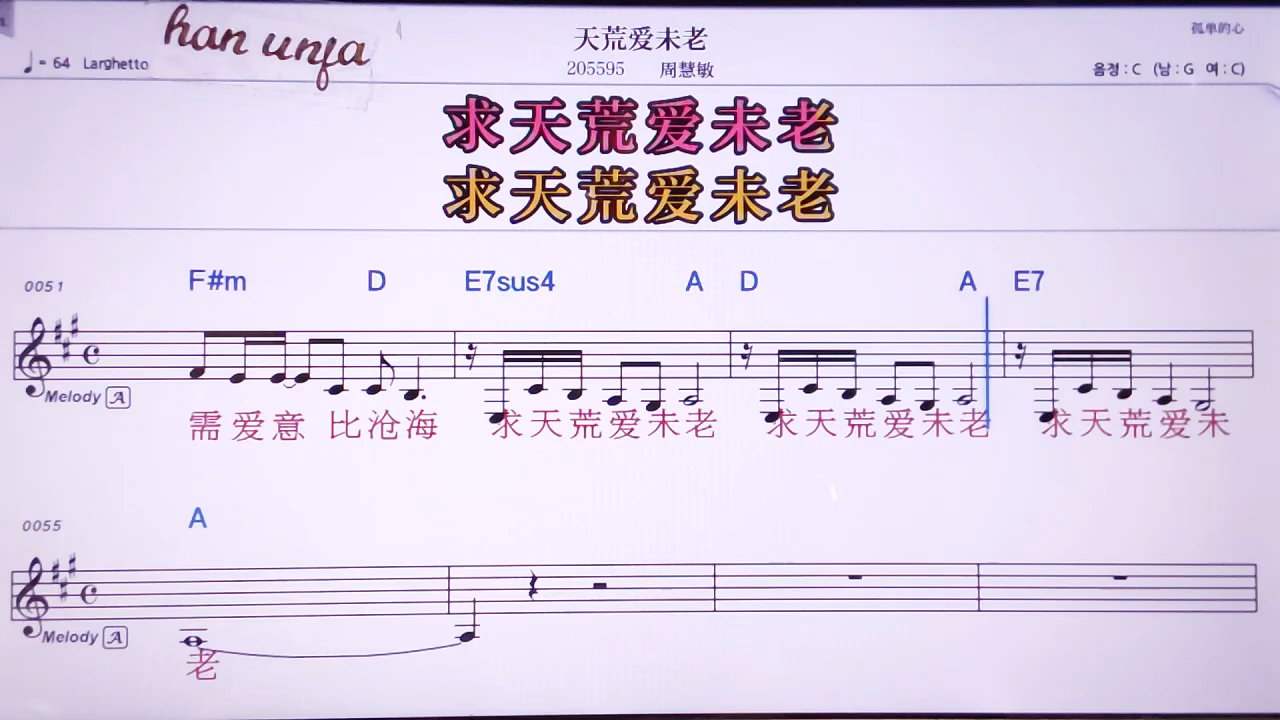 han unfa
天荒爱未老
孤单的心
♩= 64 Larghetto
205595 周慧敏
음정 : C (남 : G 여 : C)
求天荒爱未老
求天荒爱未老
F#m D E7sus4 A D A E7
0051
Melody A
需爱意 比沧海 求天荒爱未老 求天荒爱未老 求天荒爱未
A
0055
Melody A
老